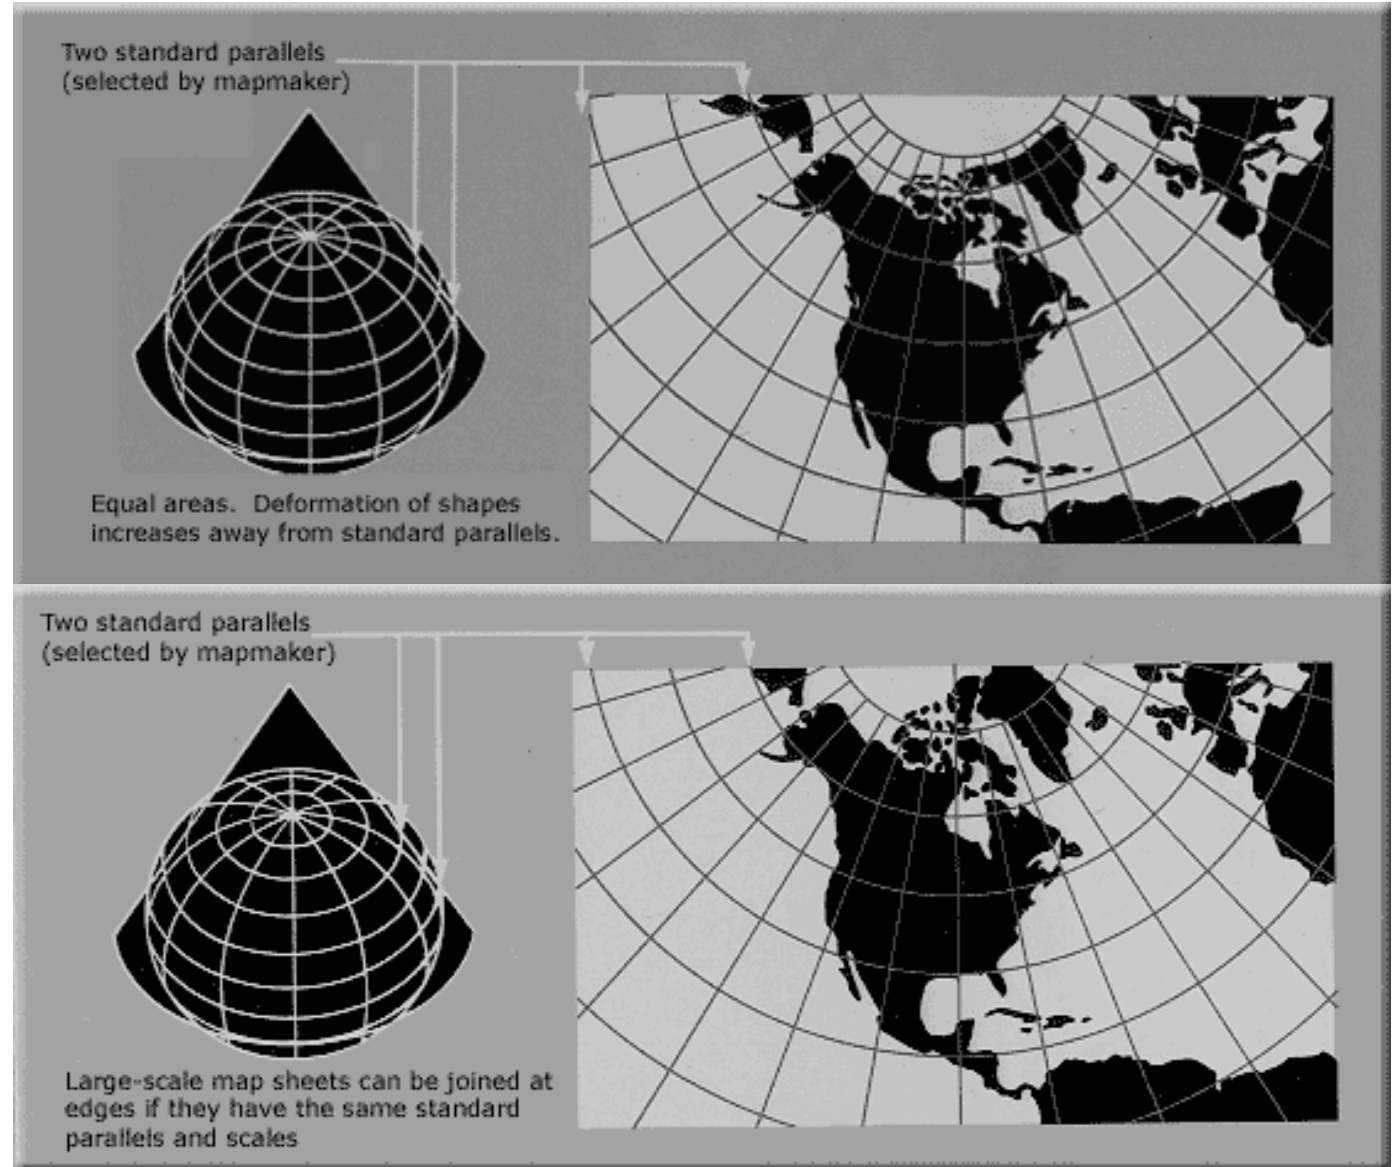 Two standard parallels
(selected by mapmaker)
Equal areas.  Deformation of shapes
increases away from standard parallels.
Two standard parallels
(selected by mapmaker)
Large-scale map sheets can be joined at
edges if they have the same standard
parallels and scales